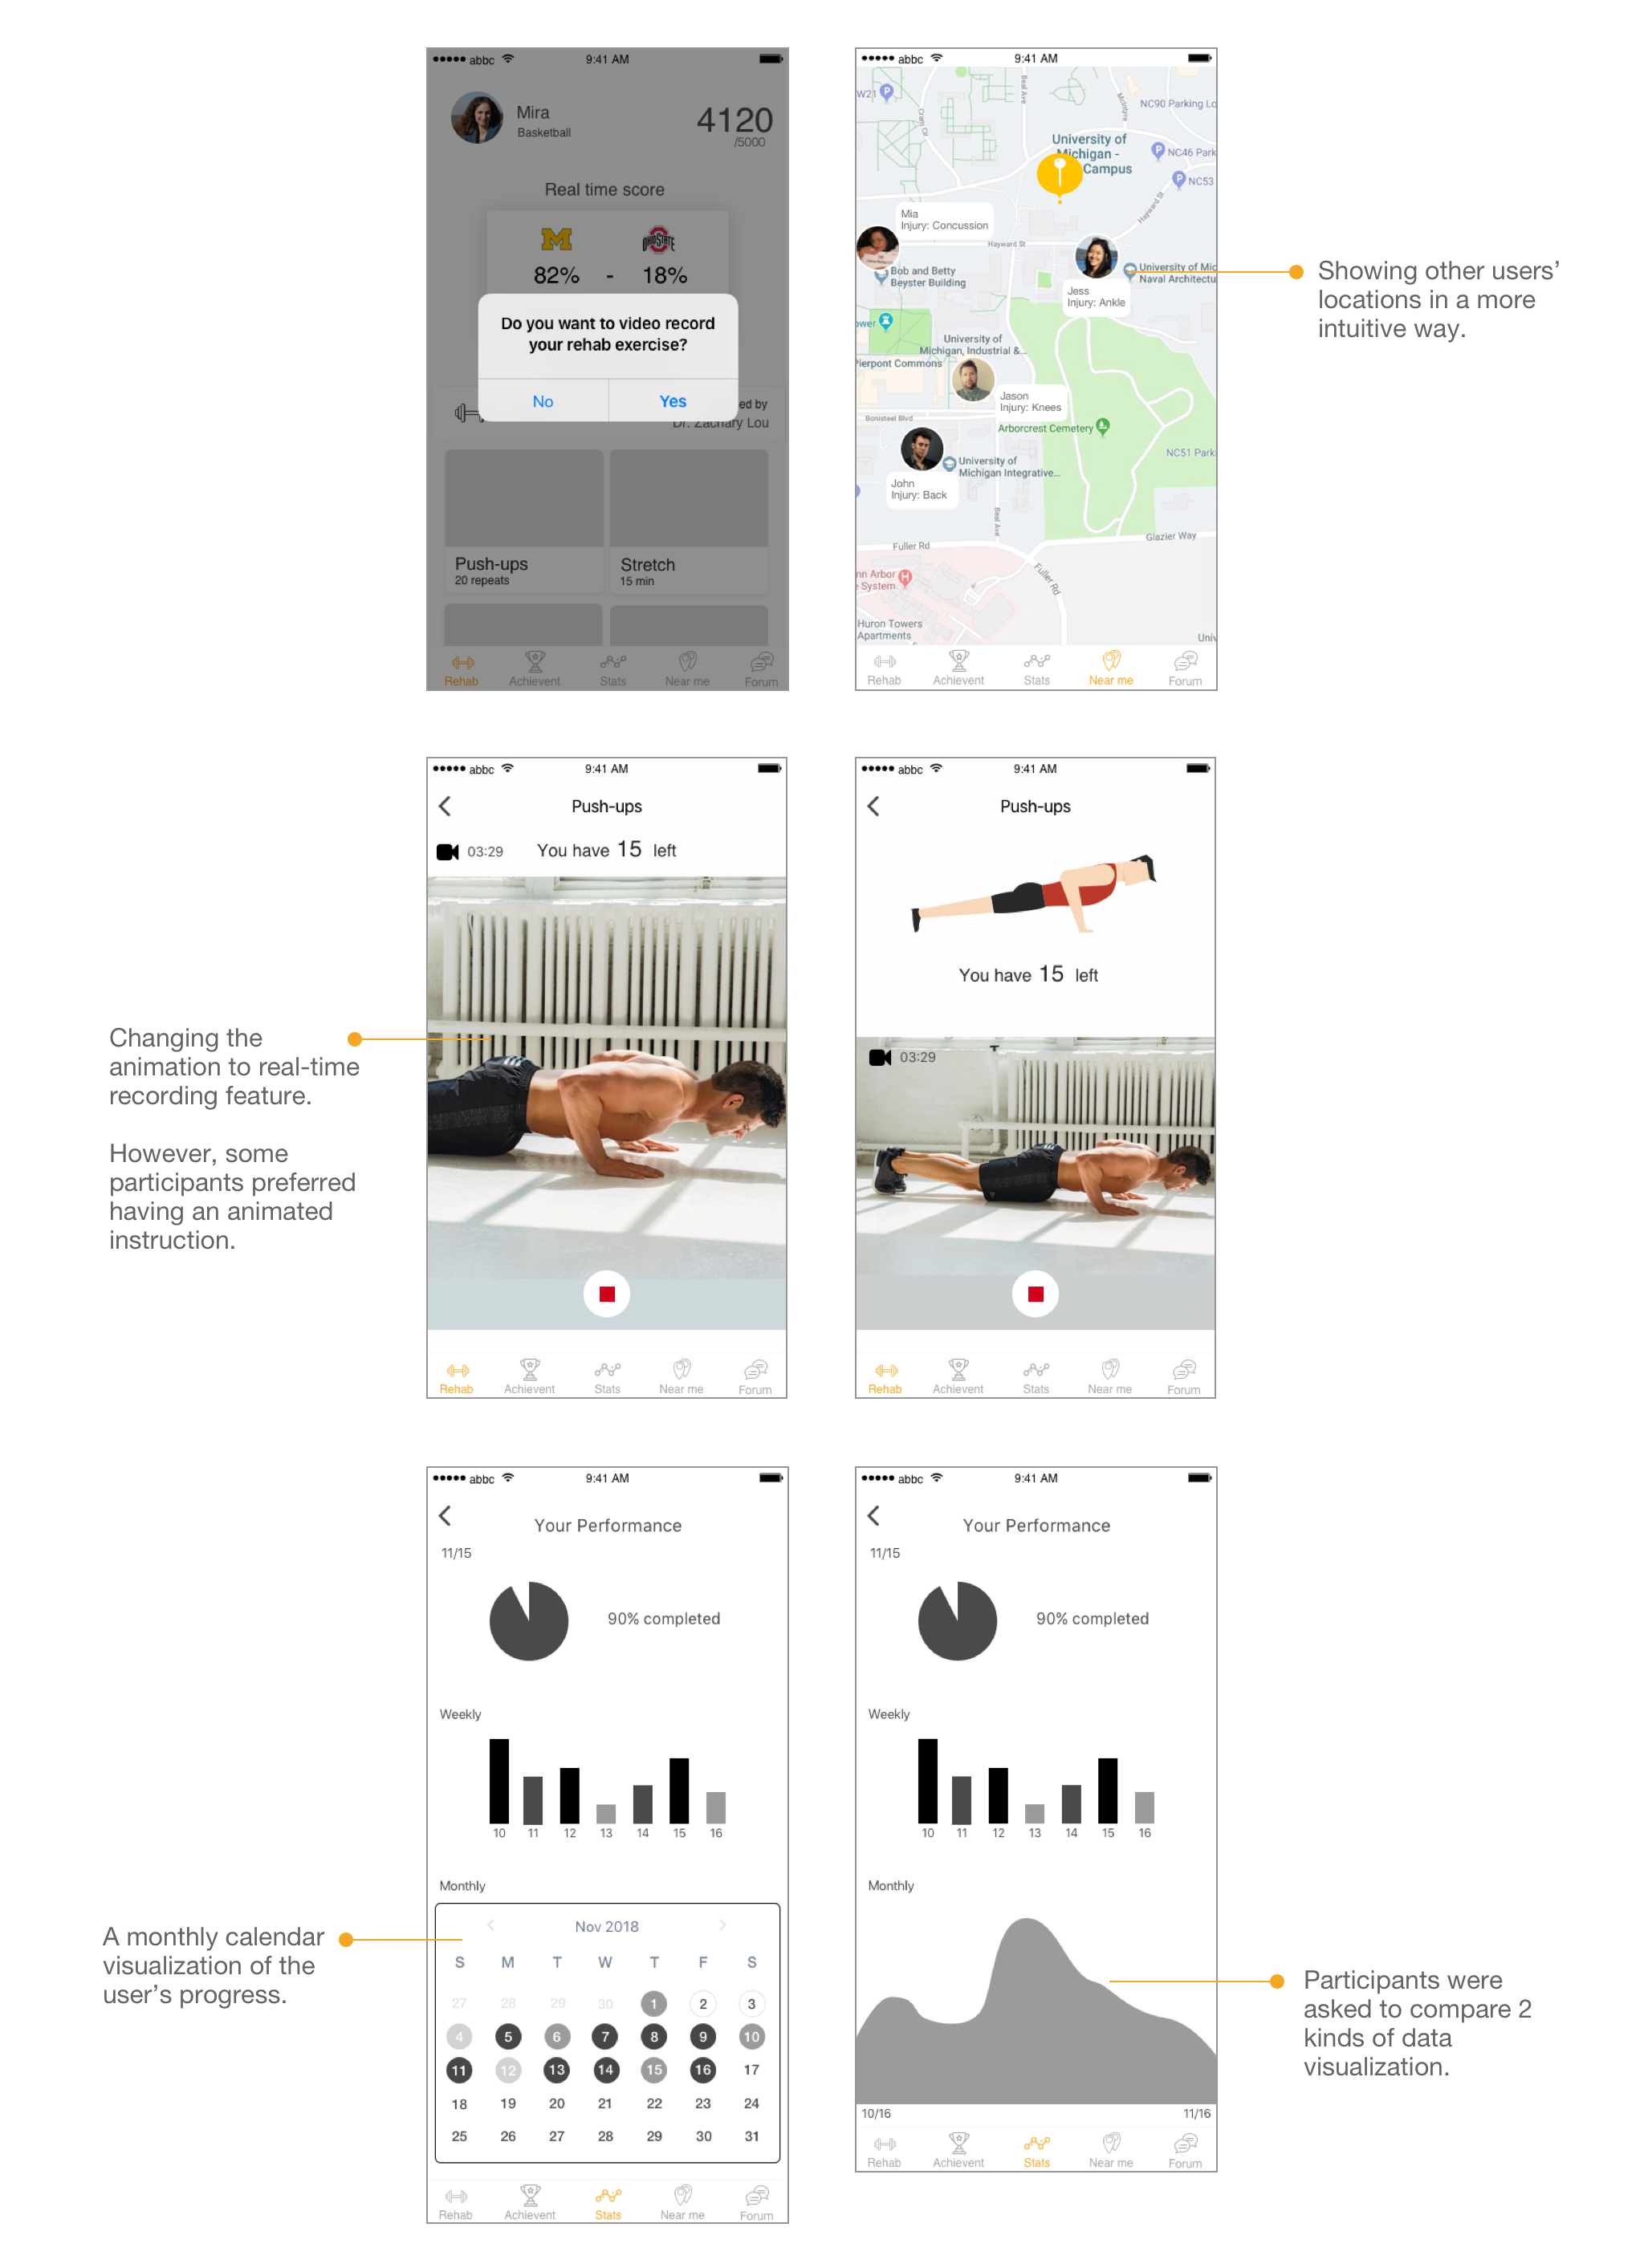 abbc
9:41 AM
Mira
Basketball
4120
/5000
Real time score
M
OHIO STATE
82% - 18%
Do you want to video record
your rehab exercise?
No
Yes
ed by
Dr. Zachary Lou
Push-ups
20 repeats
Stretch
15 min
Rehab
Achievent
Stats
Near me
Forum
abbc
9:41 AM
W21
P
Beal Ave
McIntyre
NC90 Parking Lo
Cram Cir
University of
Michigan -
Campus
P
NC46 Park
P
NC53
Hayward St
Mia
Injury: Concussion
Hayward St
Bob and Betty
Beyster Building
University of Mic
Naval Architectu
Jess
Injury: Ankle
ower
University of
Michigan, Industrial &...
Pierpont Commons
Jason
Injury: Knees
Bonisteel Blvd
Arborcrest Cemetery
NC51 Park
University of
Michigan Integrative...
John
Injury: Back
Beal Ave
Fuller Rd
Glazier Way
Fuller Rd
nn Arbor
H
e System
Huron Towers
Apartments
Univ
Rehab
Achievent
Stats
Near me
Forum
Showing other users’
locations in a more
intuitive way.
abbc
9:41 AM
Push-ups
03:29
You have 15 left
Rehab
Achievent
Stats
Near me
Forum
Changing the
animation to real-time
recording feature.
However, some
participants preferred
having an animated
instruction.
abbc
9:41 AM
Push-ups
You have 15 left
03:29
Rehab
Achievent
Stats
Near me
Forum
abbc
9:41 AM
Your Performance
11/15
90% completed
Weekly
10 11 12 13 14 15 16
Monthly
Nov 2018
S M T W T F S
27 28 29 30 1 2 3
4 5 6 7 8 9 10
11 12 13 14 15 16 17
18 19 20 21 22 23 24
25 26 27 28 29 30 31
Rehab
Achievent
Stats
Near me
Forum
A monthly calendar
visualization of the
user’s progress.
abbc
9:41 AM
Your Performance
11/15
90% completed
Weekly
10 11 12 13 14 15 16
Monthly
10/16
11/16
Rehab
Achievent
Stats
Near me
Forum
Participants were
asked to compare 2
kinds of data
visualization.